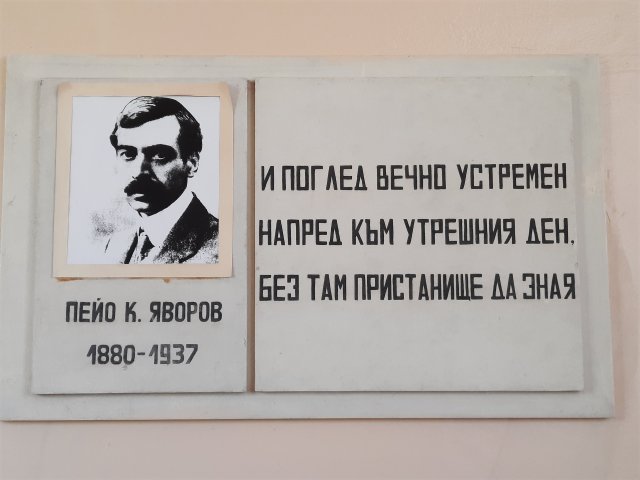 ПЕЙО К. ЯВОРОВ
1880-1937
И ПОГЛЕД ВЕЧНО УСТРЕМЕН
НАПРЕД КЪМ УТРЕШНИЯ ДЕН,
БЕЗ ТАМ ПРИСТАНИЩЕ ДА ЗНАЯ